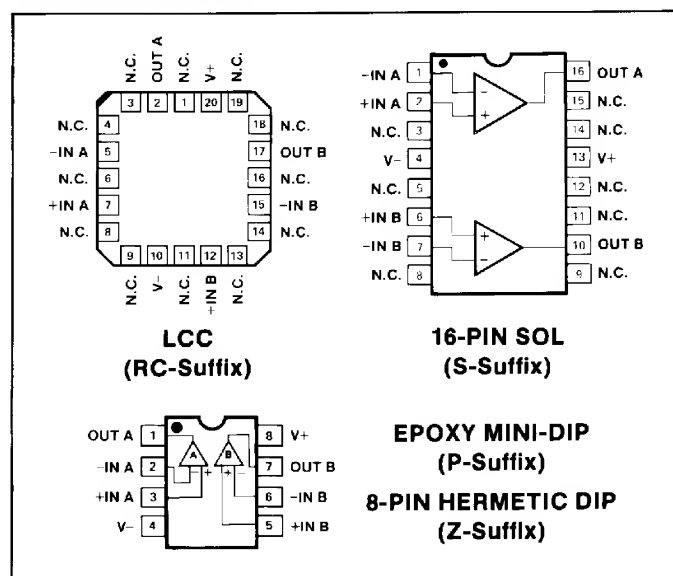 N.C. OUT A N.C. V+ N.C.
3 2 1 20 19
N.C. 4 18 N.C.
-IN A 5 17 OUT B
N.C. 6 16 N.C.
+IN A 7 15 -IN B
N.C. 8 14 N.C.
9 10 11 12 13
N.C. V- N.C. +IN B N.C.
LCC
(RC-Suffix)
-IN A 1 - 16 OUT A
+IN A 2 + 15 N.C.
N.C. 3 14 N.C.
V- 4 13 V+
N.C. 5 12 N.C.
+IN B 6 + 11 N.C.
-IN B 7 - 10 OUT B
N.C. 8 9 N.C.
16-PIN SOL
(S-Suffix)
OUT A 1 8 V+
-IN A 2 A B 7 OUT B
- + + -
+IN A 3 6 -IN B
V- 4 5 +IN B
EPOXY MINI-DIP
(P-Suffix)
8-PIN HERMETIC DIP
(Z-Suffix)